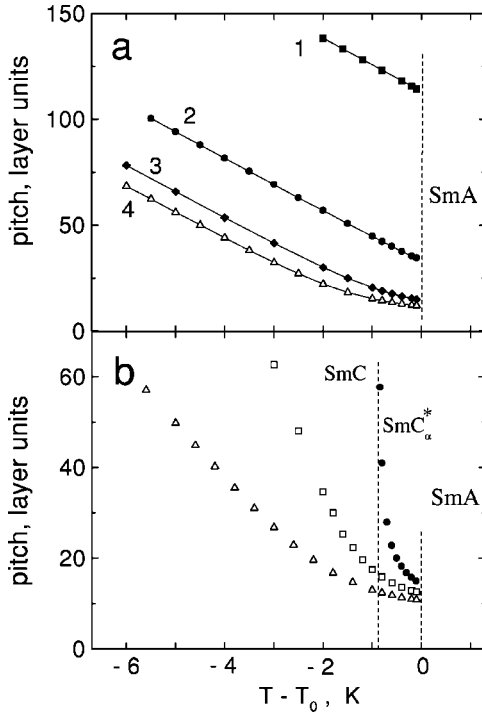 150
a
1
2
100
3
SmA
4
50
0
pitch, layer units
b
60
SmC
SmC*α
40
SmA
20
0
pitch, layer units
- 6 - 4 - 2 0
T - T₀ , K